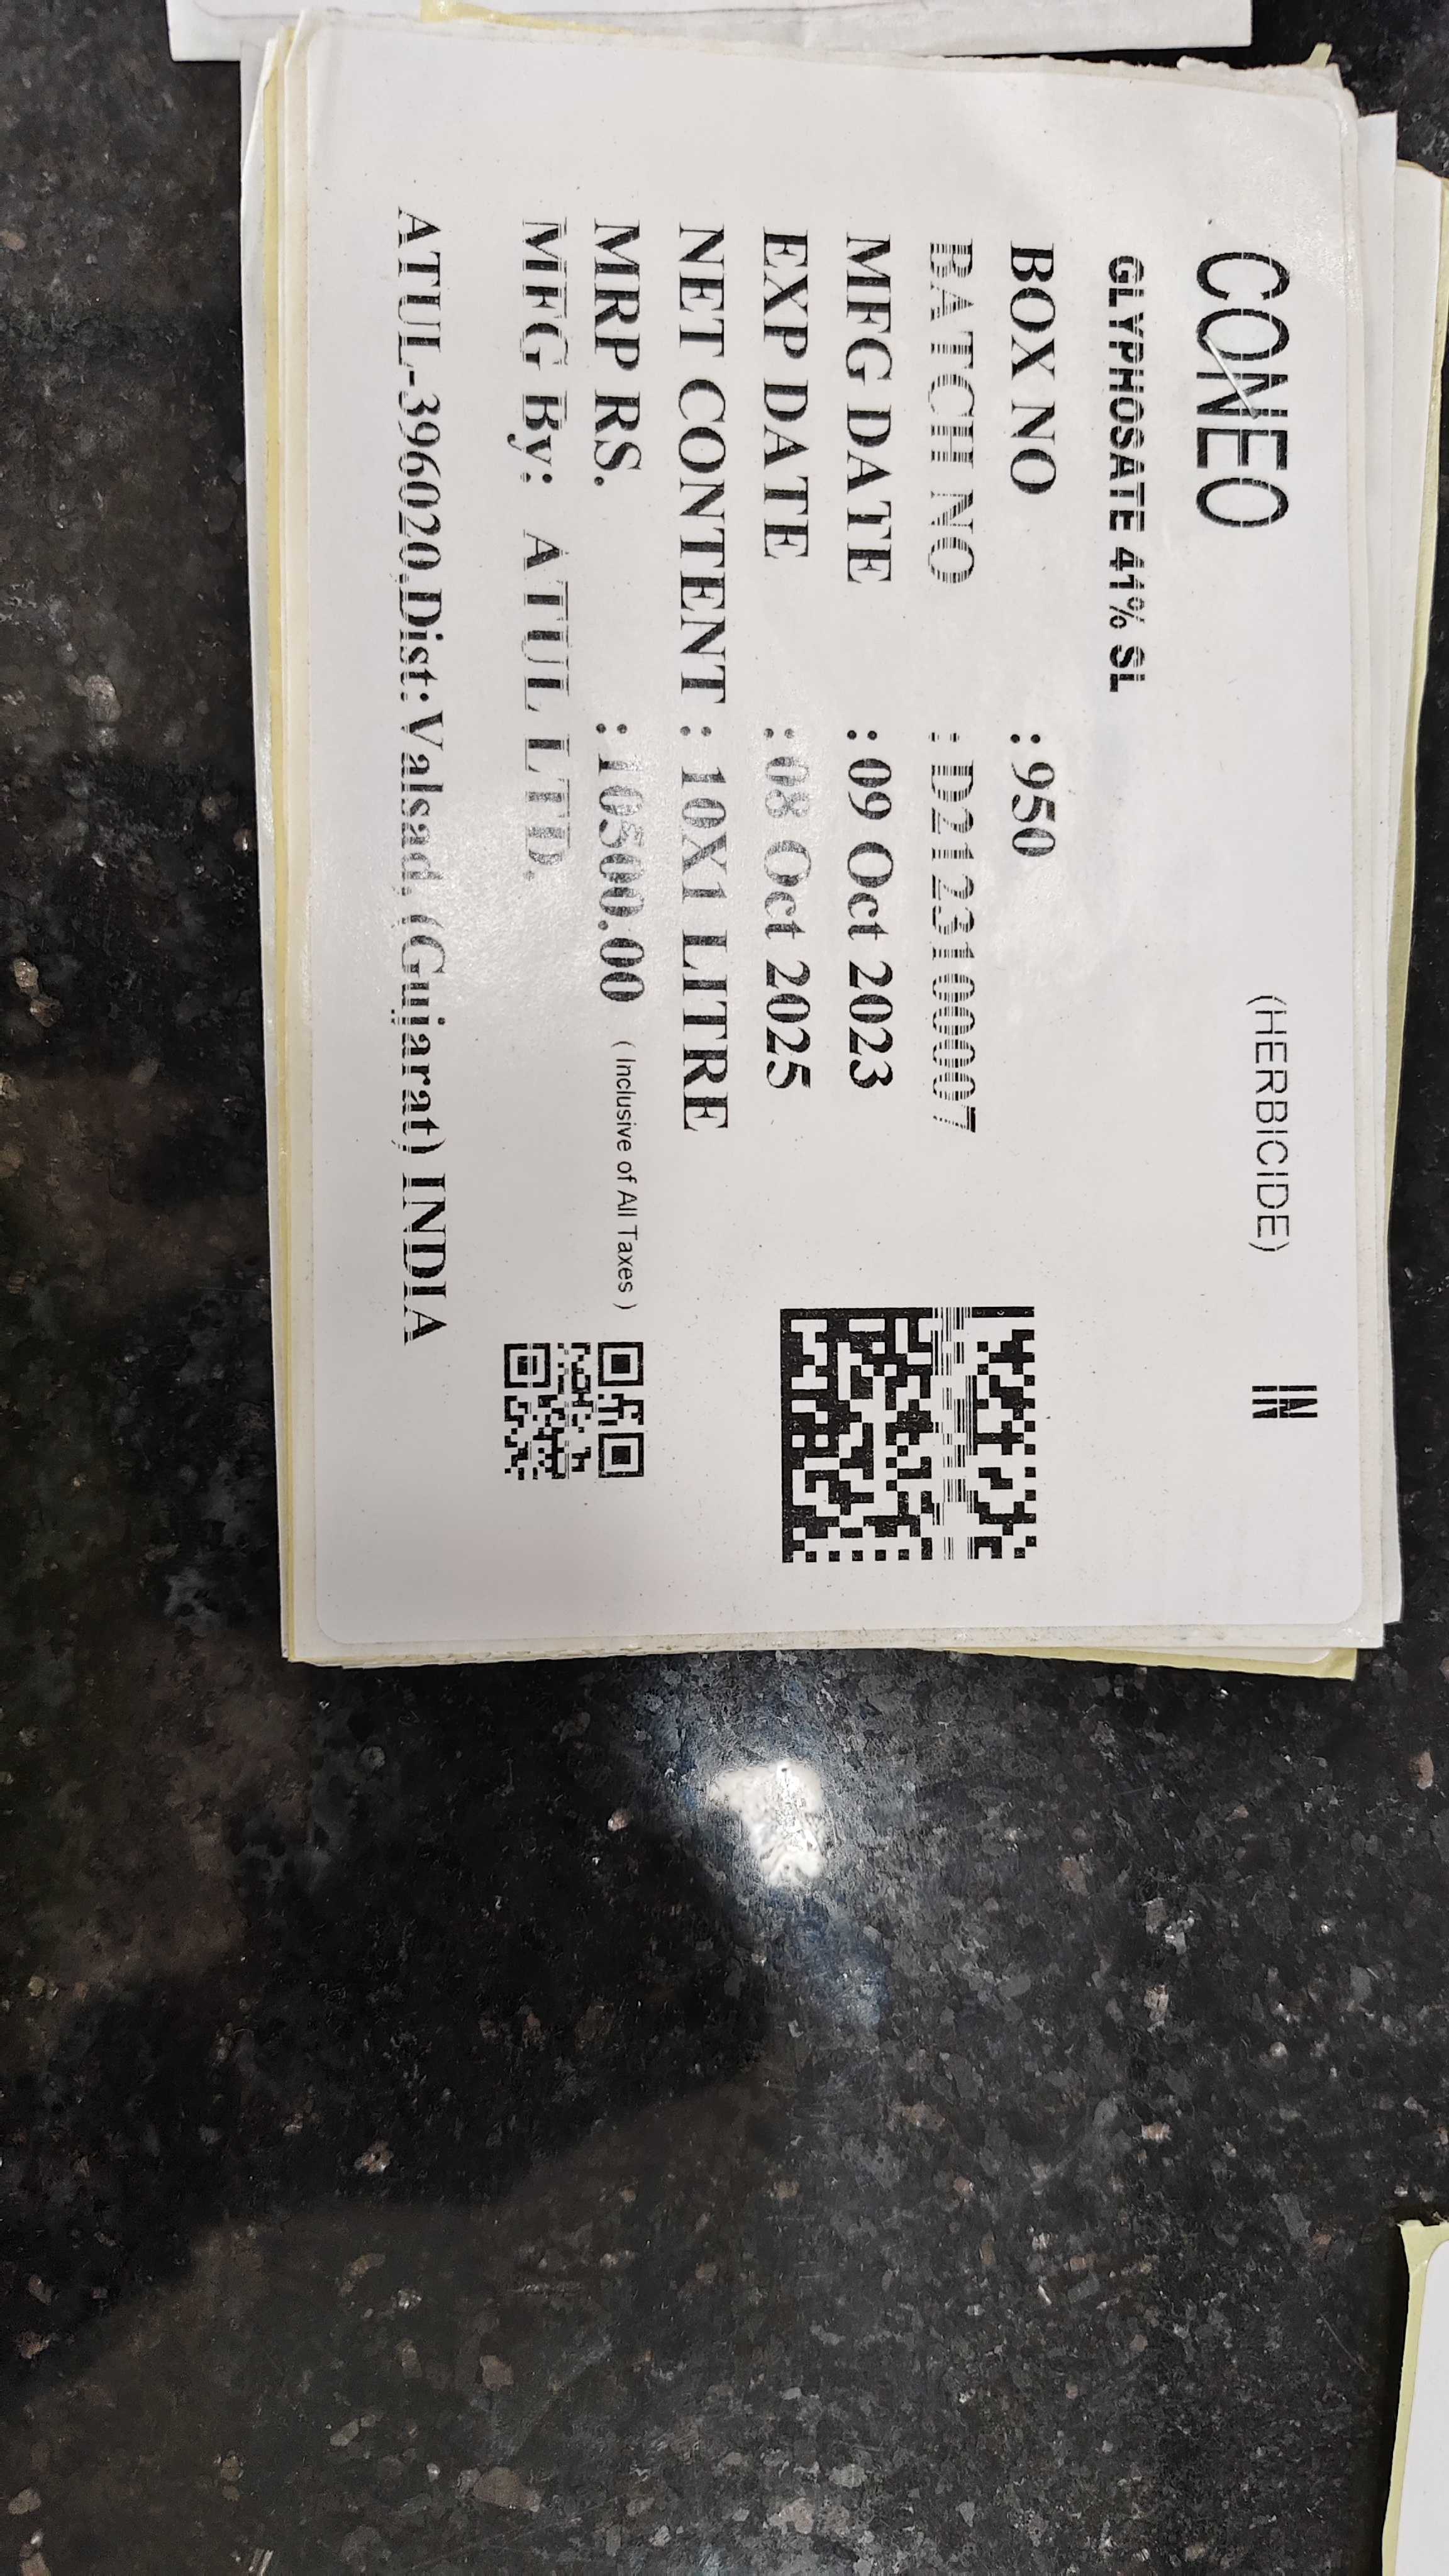 CONEO (HERBICIDE) IN
GLYPHOSATE 41% SL
BOX NO :950
BATCH NO : D2123100007
MFG DATE :09 Oct 2023
EXP DATE :08 Oct 2025
NET CONTENT : 10X1 LITRE
MRP RS. : 10500.00 ( Inclusive of All Taxes )
MFG By: ATUL LTD.
ATUL-396020,Dist:Valsad, (Gujarat) INDIA